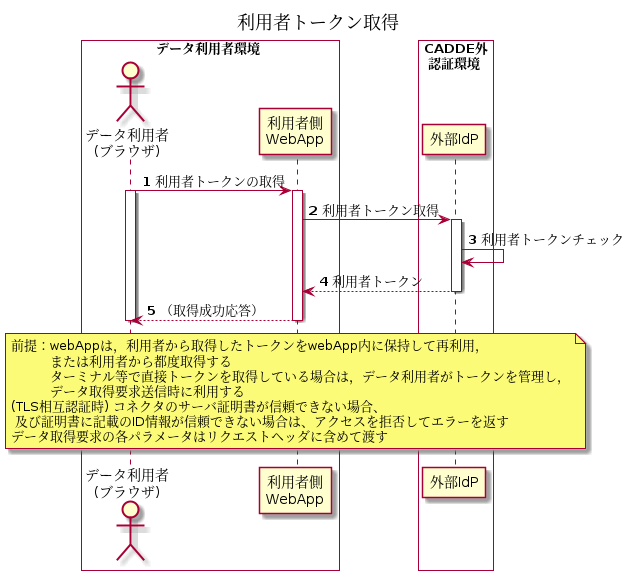 利用者トークン取得
データ利用者環境
CADDE外
認証環境
データ利用者
(ブラウザ)
利用者側
WebApp
外部IdP
1 利用者トークンの取得
2 利用者トークン取得
3 利用者トークンチェック
4 利用者トークン
5 （取得成功応答）
前提：webAppは，利用者から取得したトークンをwebApp内に保持して再利用，
または利用者から都度取得する
ターミナル等で直接トークンを取得している場合は，データ利用者がトークンを管理し，
データ取得要求送信時に利用する
(TLS相互認証時) コネクタのサーバ証明書が信頼できない場合、
及び証明書に記載のID情報が信頼できない場合は、アクセスを拒否してエラーを返す
データ取得要求の各パラメータはリクエストヘッダに含めて渡す
データ利用者
(ブラウザ)
利用者側
WebApp
外部IdP